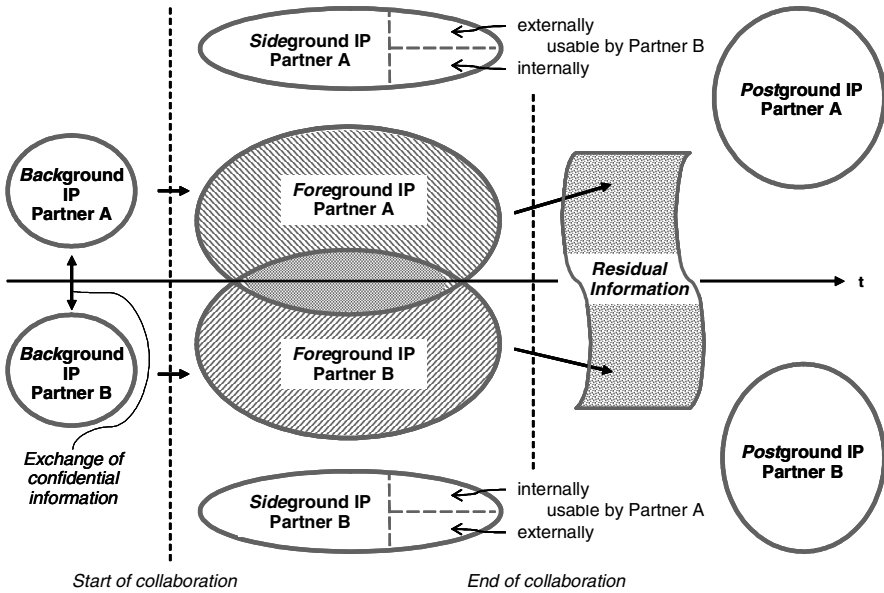 Sideground IP
Partner A
externally
usable by Partner B
internally
Postground IP
Partner A
Background
IP
Partner A
Foreground IP
Partner A
Residual
Information
t
Background
IP
Partner B
Foreground IP
Partner B
Postground IP
Partner B
Exchange of
confidential
information
Sideground IP
Partner B
internally
usable by Partner A
externally
Start of collaboration
End of collaboration